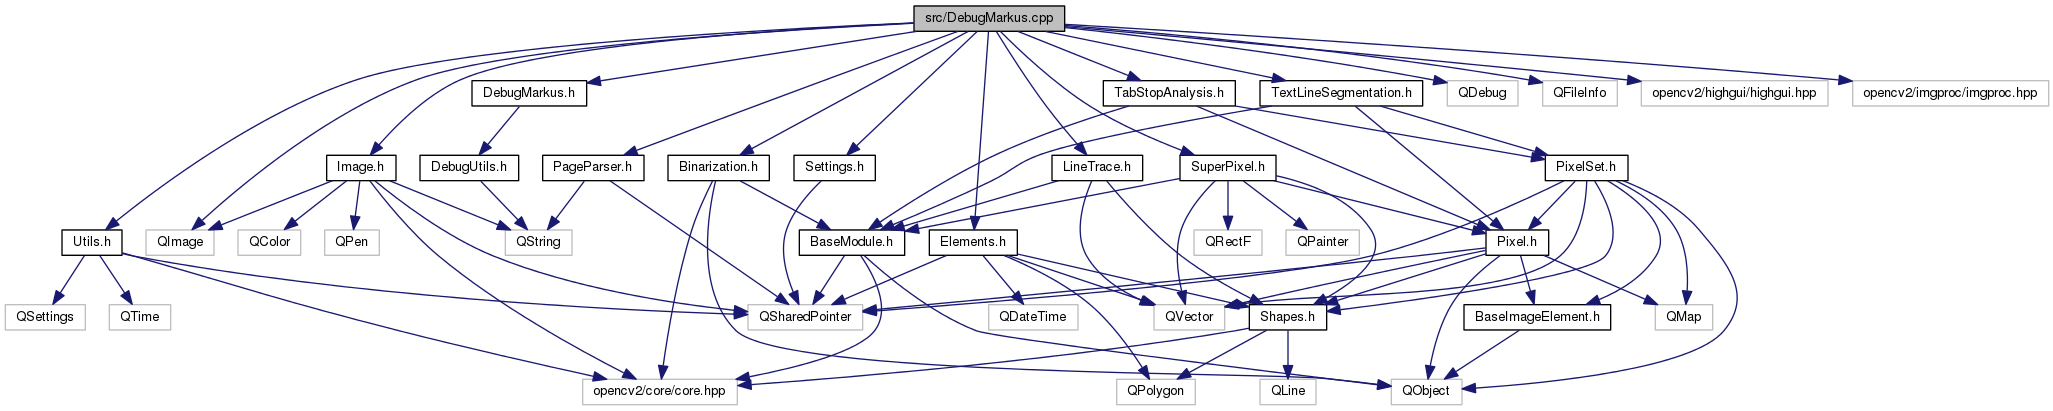 src/DebugMarkus.cpp
DebugMarkus.h
TabStopAnalysis.h
TextLineSegmentation.h
QDebug
QFileInfo
opencv2/highgui/highgui.hpp
opencv2/imgproc/imgproc.hpp
Image.h
DebugUtils.h
PageParser.h
Binarization.h
Settings.h
LineTrace.h
SuperPixel.h
PixelSet.h
Utils.h
QImage
QColor
QPen
QString
BaseModule.h
Elements.h
QRectF
QPainter
Pixel.h
QSettings
QTime
QSharedPointer
QDateTime
QVector
Shapes.h
BaseImageElement.h
QMap
opencv2/core/core.hpp
QPolygon
QLine
QObject